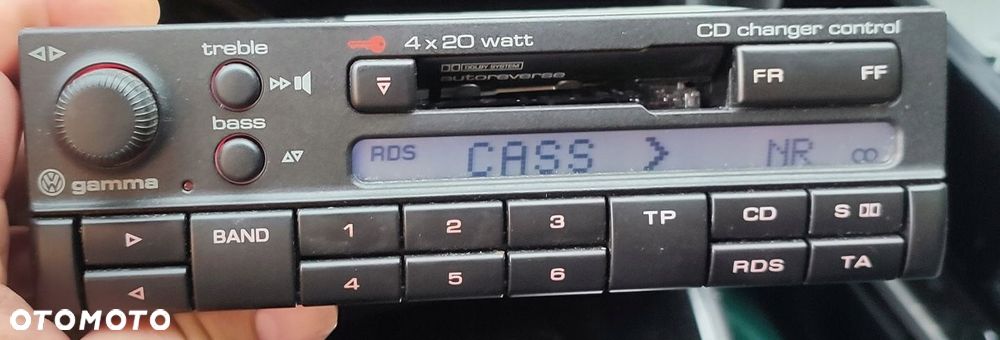 treble
4 x 20 watt
CD changer control
DOLBY SYSTEM
autoreverse
FR FF
bass
RDS CASS > NR ∞
gamma
BAND 1 2 3 TP CD S
4 5 6 RDS TA
OTOMOTO